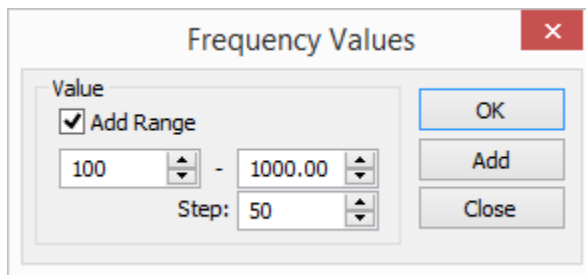 Frequency Values
Value
Add Range
100 - 1000.00
Step: 50
OK
Add
Close